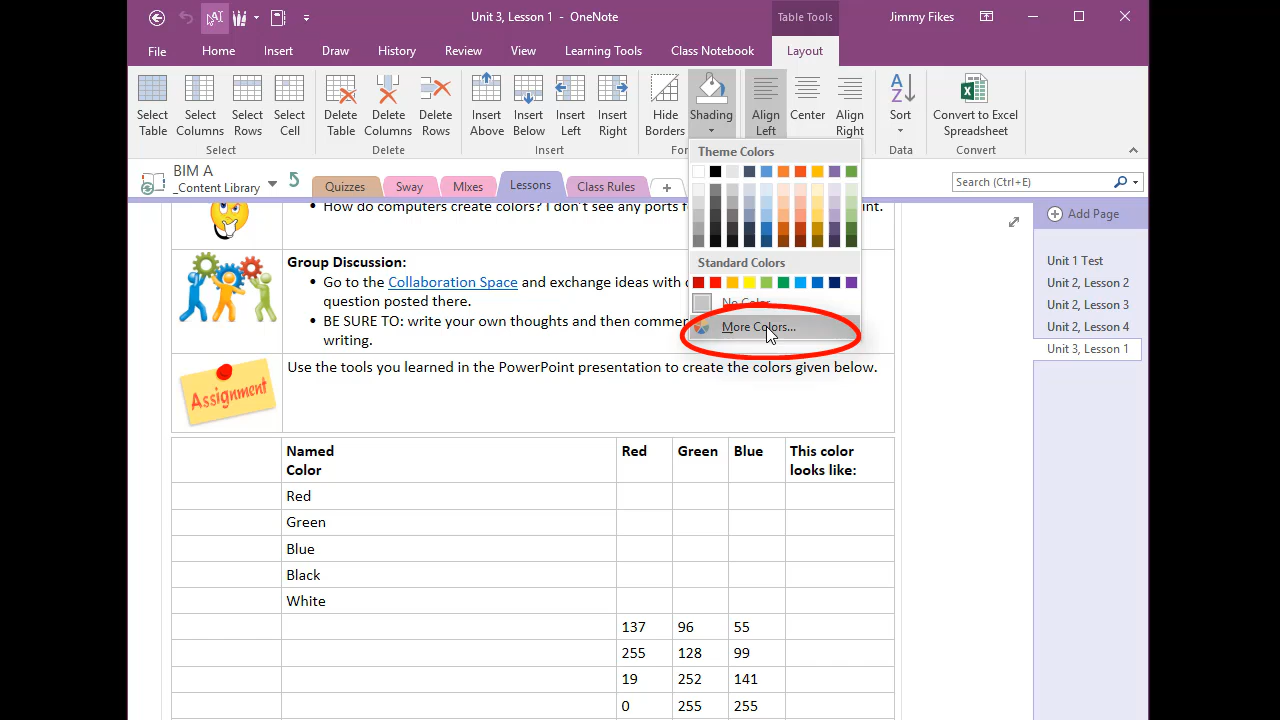 Unit 3, Lesson 1 - OneNote
Table Tools
Jimmy Fikes
File Home Insert Draw History Review View Learning Tools Class Notebook Layout
Select Table
Select Columns
Select Rows
Select Cell
Delete Table
Delete Columns
Delete Rows
Insert Above
Insert Below
Insert Left
Insert Right
Hide Borders
Shading
Align Left
Center
Align Right
Sort
Convert to Excel Spreadsheet
Select Delete Insert For Data Convert
Theme Colors
Standard Colors
No Color
More Colors...
BIM A
_Content Library
Quizzes Sway MIxes Lessons Class Rules
Search (Ctrl+E)
Add Page
Unit 1 Test
Unit 2, Lesson 2
Unit 2, Lesson 3
Unit 2, Lesson 4
Unit 3, Lesson 1
How do computers create colors? I don't see any ports f
nt.
Group Discussion:
Go to the Collaboration Space and exchange ideas with
question posted there.
BE SURE TO: write your own thoughts and then commen
writing.
Assignment
Use the tools you learned in the PowerPoint presentation to create the colors given below.
Named Color Red Green Blue This color looks like:
Red
Green
Blue
Black
White
137 96 55
255 128 99
19 252 141
0 255 255